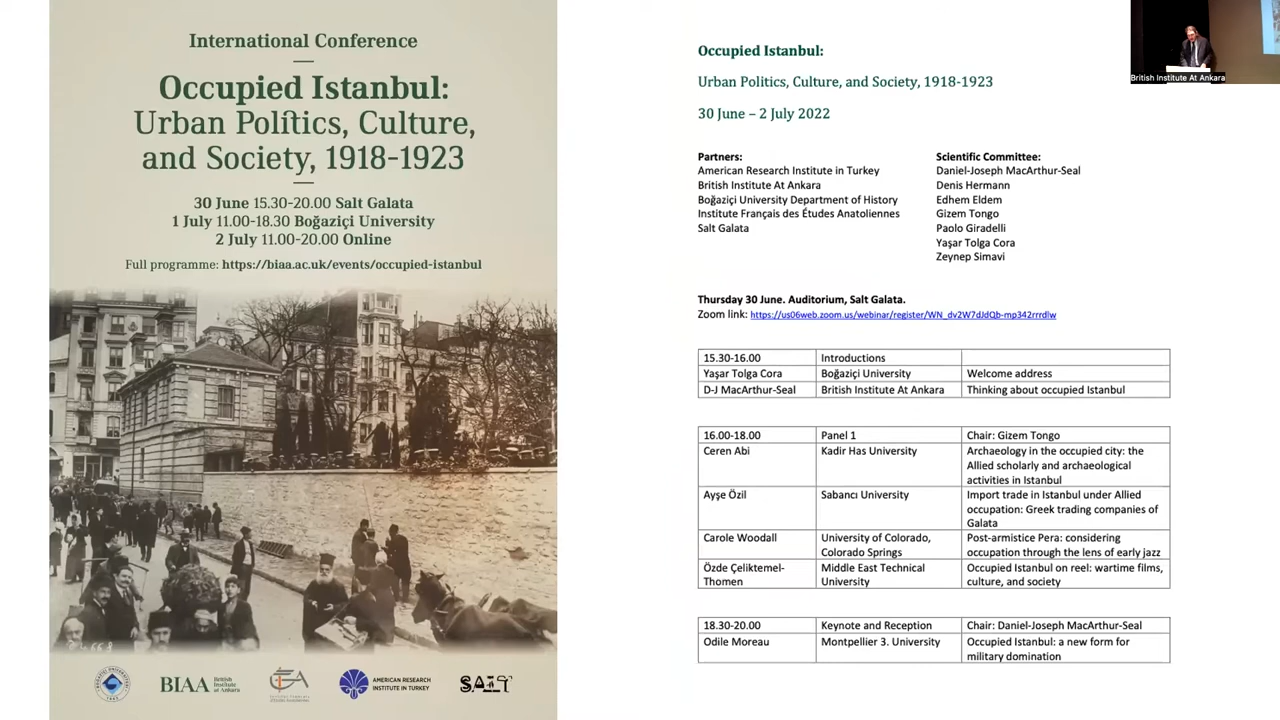 International Conference
Occupied Istanbul:
Urban Politics, Culture,
and Society, 1918-1923
30 June 15.30-20.00 Salt Galata
1 July 11.00-18.30 Boğaziçi University
2 July 11.00-20.00 Online
Full programme: https://biaa.ac.uk/events/occupied-istanbul
BIAA British Institute at Ankara
AMERICAN RESEARCH
INSTITUTE IN TURKEY
SALT
Occupied Istanbul:
Urban Politics, Culture, and Society, 1918-1923
30 June – 2 July 2022
Partners:
American Research Institute in Turkey
British Institute At Ankara
Boğaziçi University Department of History
Institute Français des Études Anatoliennes
Salt Galata
Scientific Committee:
Daniel-Joseph MacArthur-Seal
Denis Hermann
Edhem Eldem
Gizem Tongo
Paolo Giradelli
Yaşar Tolga Cora
Zeynep Simavi
Thursday 30 June. Auditorium, Salt Galata.
Zoom link: https://us06web.zoom.us/webinar/register/WN_dv2W7dJdQb-mp342rrrdlw
15.30-16.00 Introductions
Yaşar Tolga Cora Boğaziçi University Welcome address
D-J MacArthur-Seal British Institute At Ankara Thinking about occupied Istanbul
16.00-18.00 Panel 1 Chair: Gizem Tongo
Ceren Abi Kadir Has University Archaeology in the occupied city: the
Allied scholarly and archaeological
activities in Istanbul
Ayşe Özil Sabancı University Import trade in Istanbul under Allied
occupation: Greek trading companies of
Galata
Carole Woodall University of Colorado, Post-armistice Pera: considering
Colorado Springs occupation through the lens of early jazz
Özde Çeliktemel- Middle East Technical Occupied Istanbul on reel: wartime films,
Thomen University culture, and society
18.30-20.00 Keynote and Reception Chair: Daniel-Joseph MacArthur-Seal
Odile Moreau Montpellier 3. University Occupied Istanbul: a new form for
military domination
British Institute At Ankara